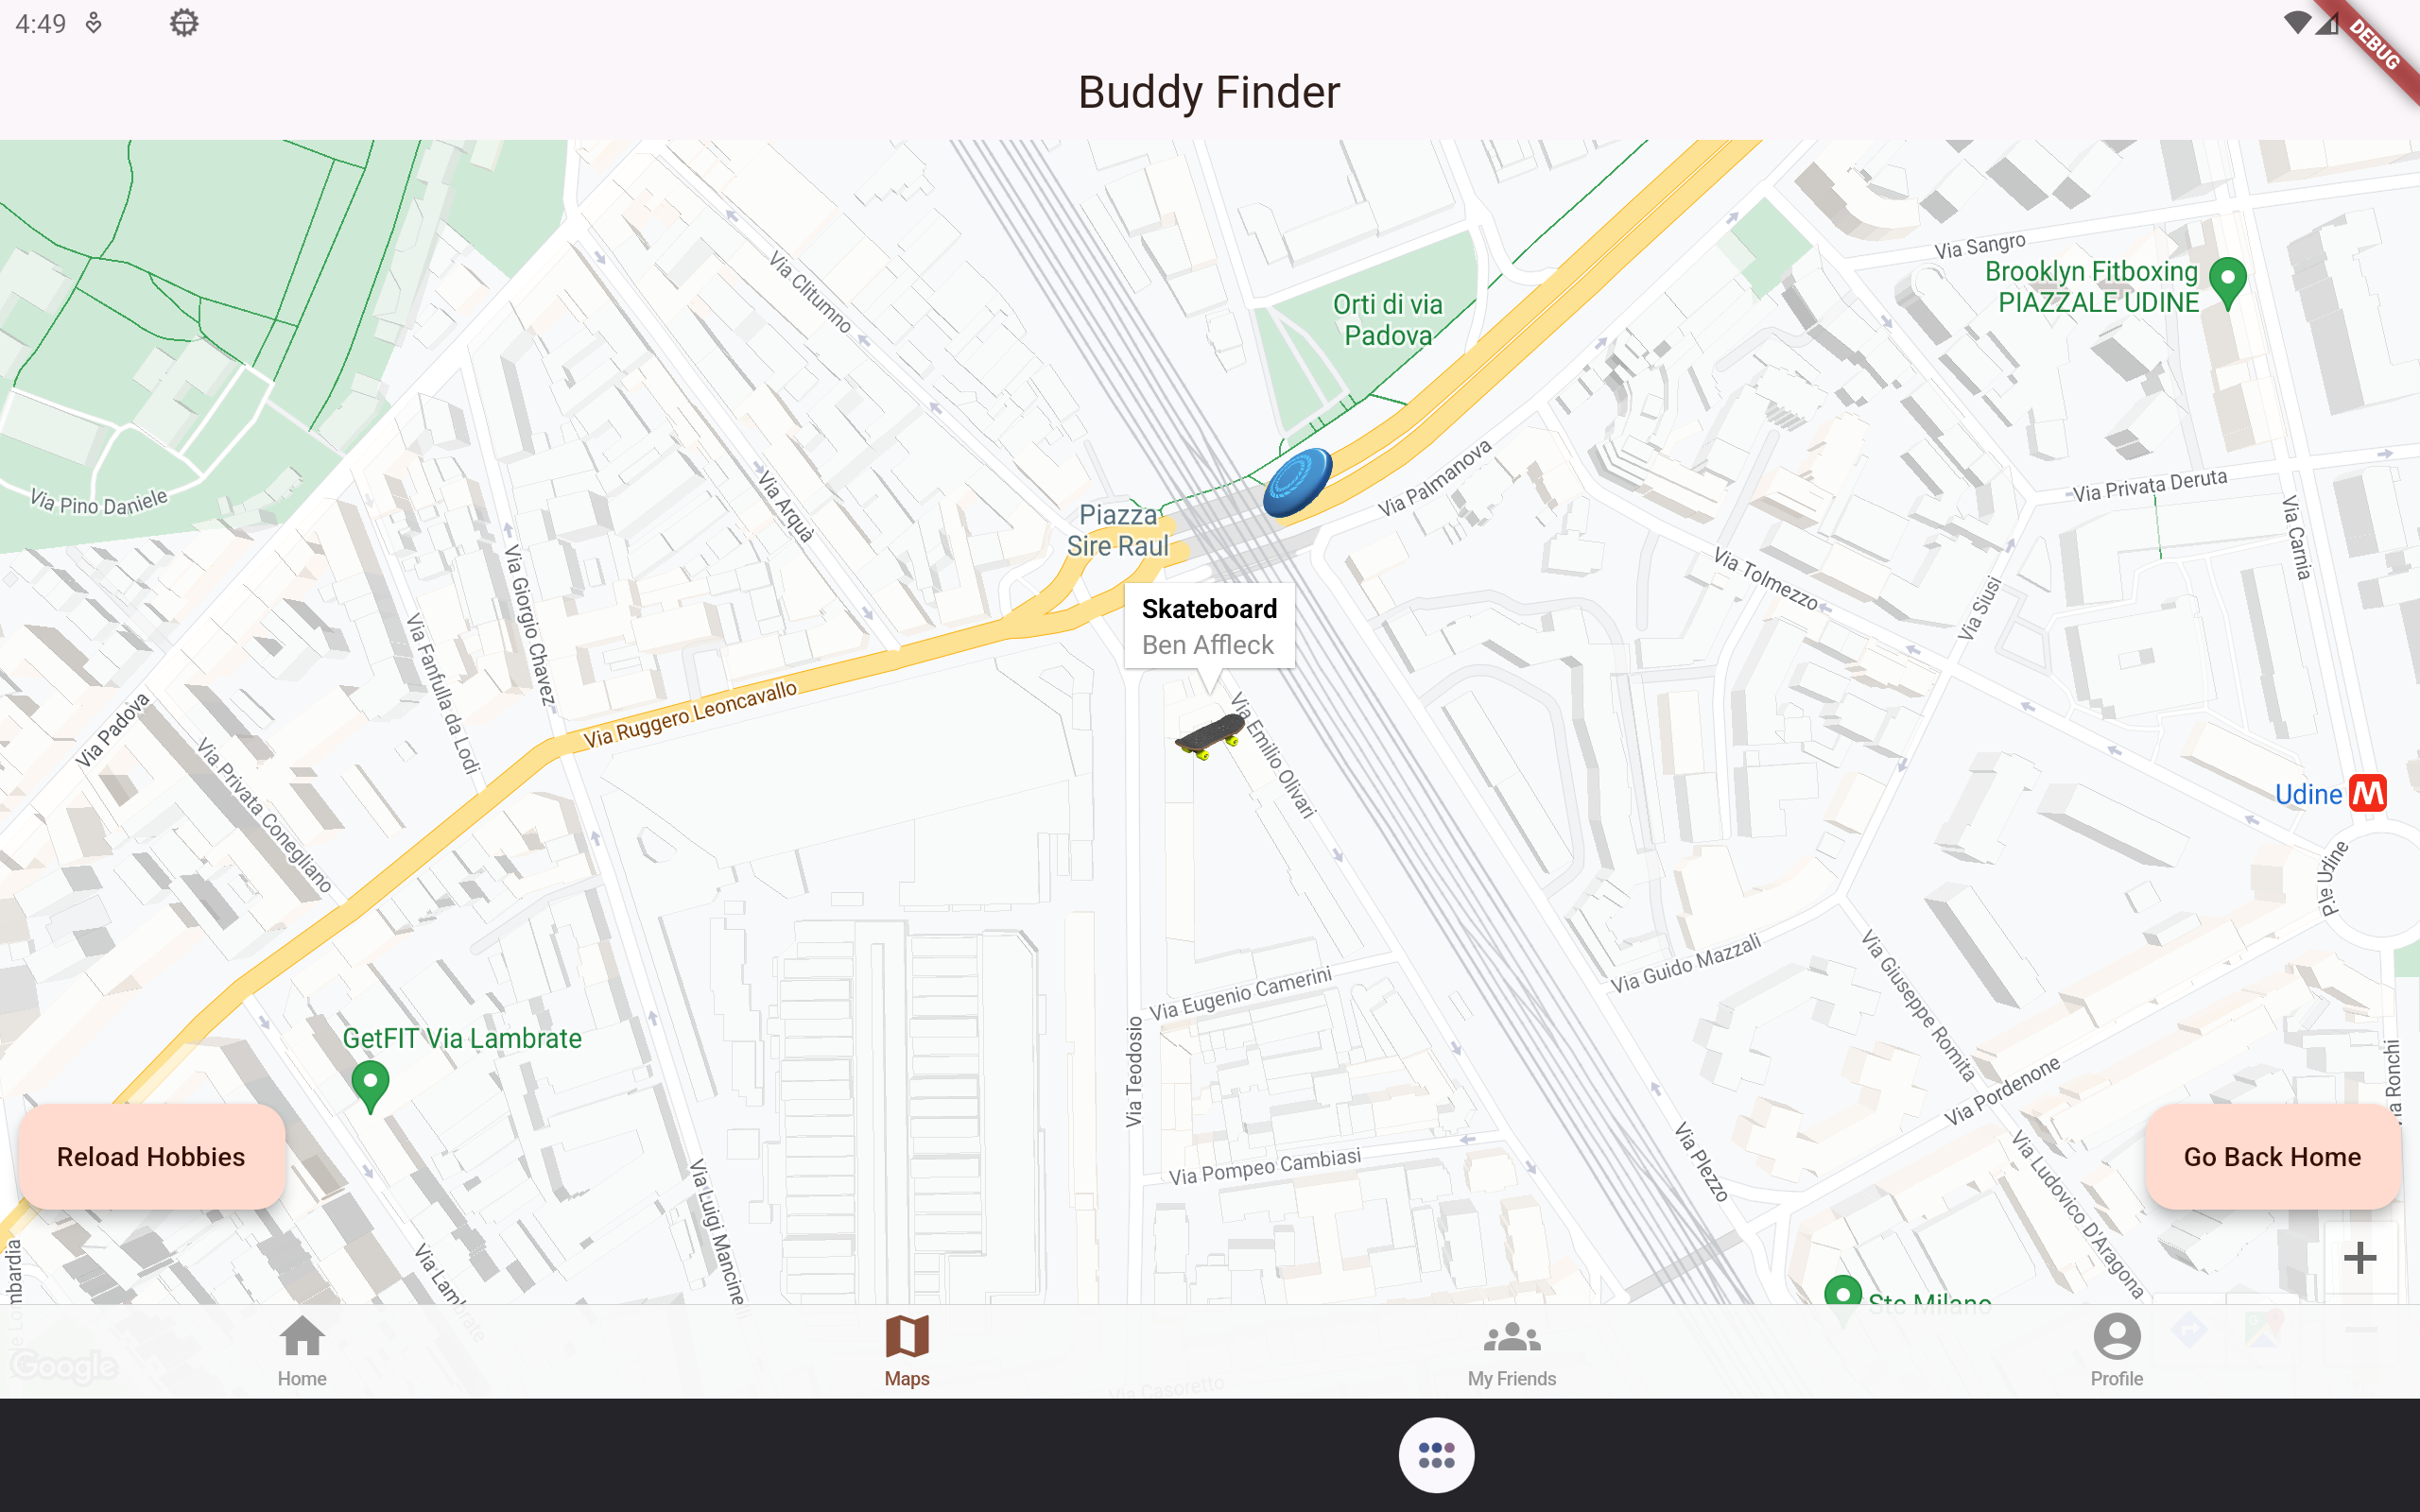 4:49
DEBUG
Buddy Finder
Via Sangro
Brooklyn Fitboxing
PIAZZALE UDINE
Via Clitumno
Orti di via
Padova
Via Palmanova
Via Pino Daniele
Via Arquà
Via Privata Deruta
Via Carnia
Piazza
Sire Raul
Via Giorgio Chavez
Via Tolmezzo
Via Siusi
Skateboard
Ben Affleck
Via Fanfulla da Lodi
Via Padova
Via Ruggero Leoncavallo
Via Emilio Olivari
Via Privata Conegliano
Udine M
P.le Udine
Via Guido Mazzali
Via Giuseppe Romita
Via Eugenio Camerini
GetFIT Via Lambrate
Via Teodosio
Via Pordenone
Via Ronchi
Reload Hobbies
Go Back Home
Via Pompeo Cambiasi
Via Plezzo
Via Ludovico D'Aragona
Via Luigi Mancinelli
Via Lambrate
Lombardia
Ste Milano
Google
Via Casoretto
Home
Maps
My Friends
Profile